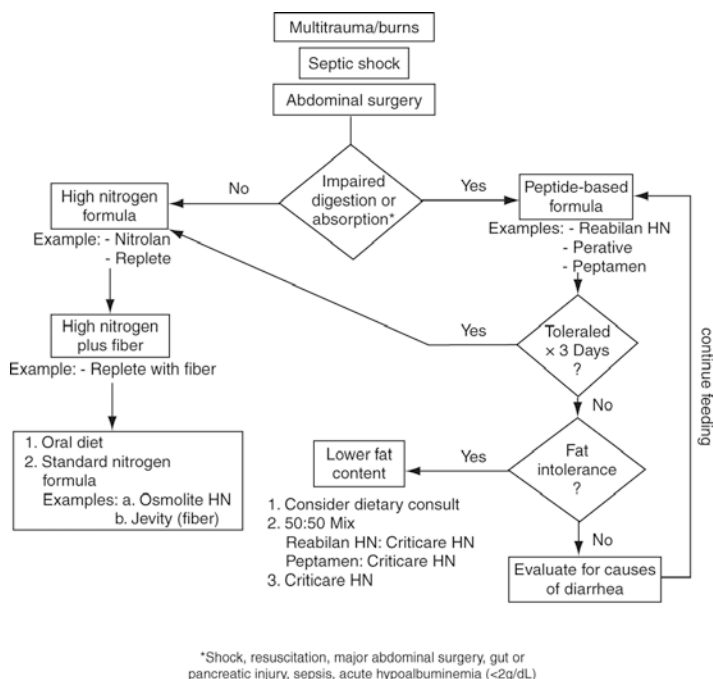 Multitrauma/burns
Septic shock
Abdominal surgery
Impaired
digestion or
absorption*
No
Yes
High nitrogen
formula
Example: - Nitrolan
- Replete
Peptide-based
formula
Examples: - Reabilan HN
- Perative
- Peptamen
High nitrogen
plus fiber
Example: - Replete with fiber
Yes
Toleraled
× 3 Days
?
No
continue feeding
1. Oral diet
2. Standard nitrogen
formula
Examples: a. Osmolite HN
b. Jevity (fiber)
Lower fat
content
Yes
Fat
intolerance
?
1. Consider dietary consult
2. 50:50 Mix
Reabilan HN: Criticare HN
Peptamen: Criticare HN
3. Criticare HN
No
Evaluate for causes
of diarrhea
*Shock, resuscitation, major abdominal surgery, gut or
pancreatic injury, sepsis, acute hypoalbuminemia (<2g/dL)